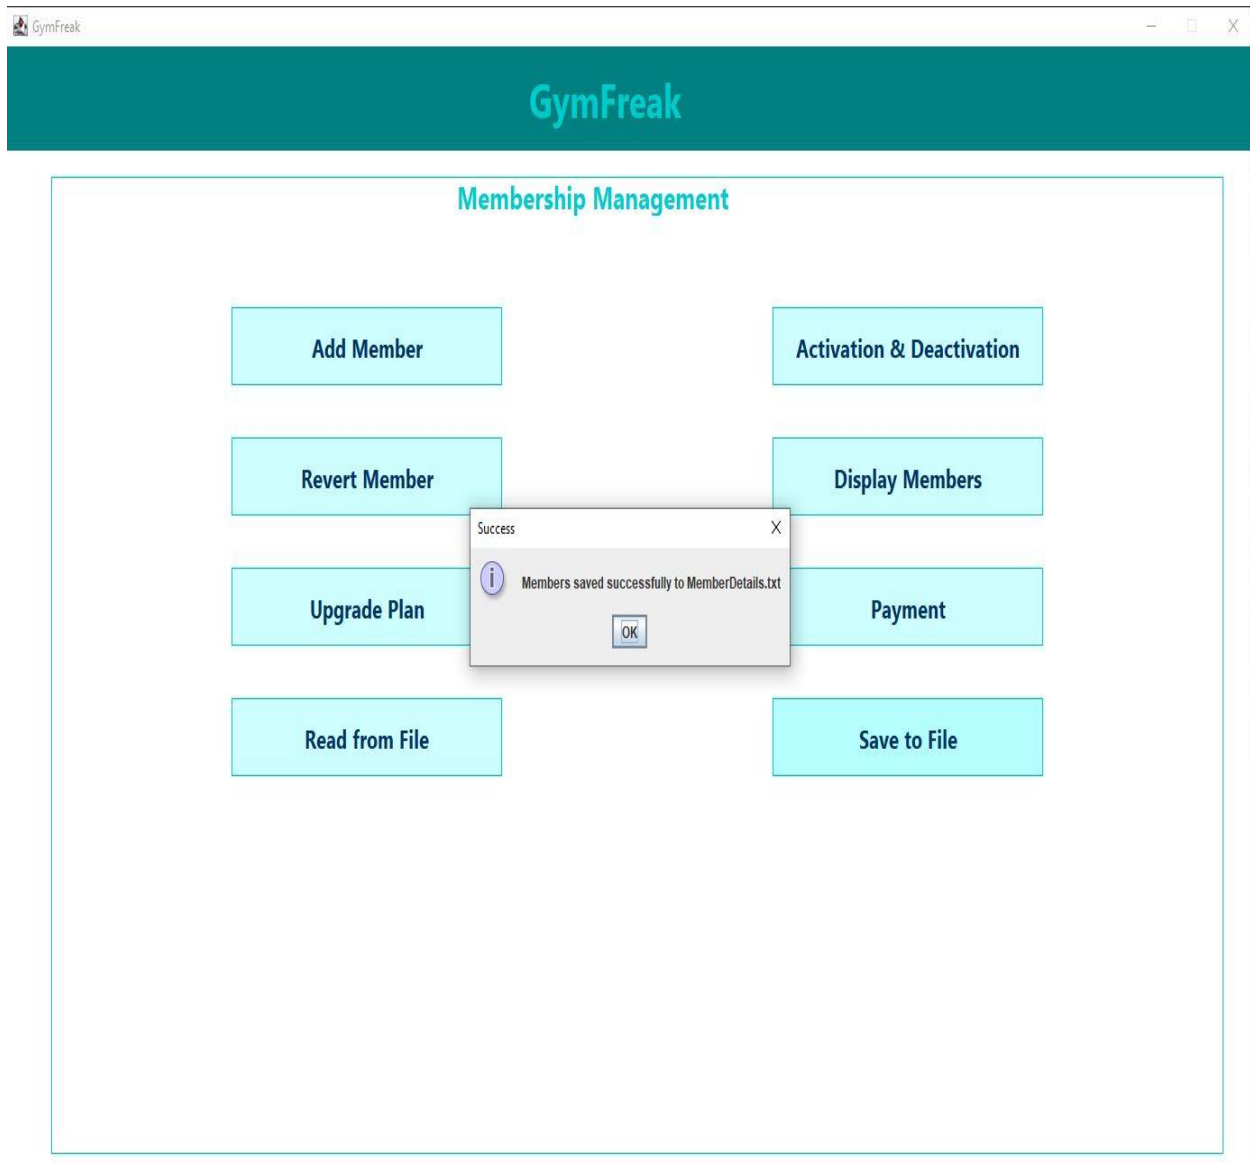 GymFreak
GymFreak
Membership Management
Add Member
Activation & Deactivation
Revert Member
Display Members
Success
X
Members saved successfully to MemberDetails.txt
OK
Upgrade Plan
Payment
Read from File
Save to File